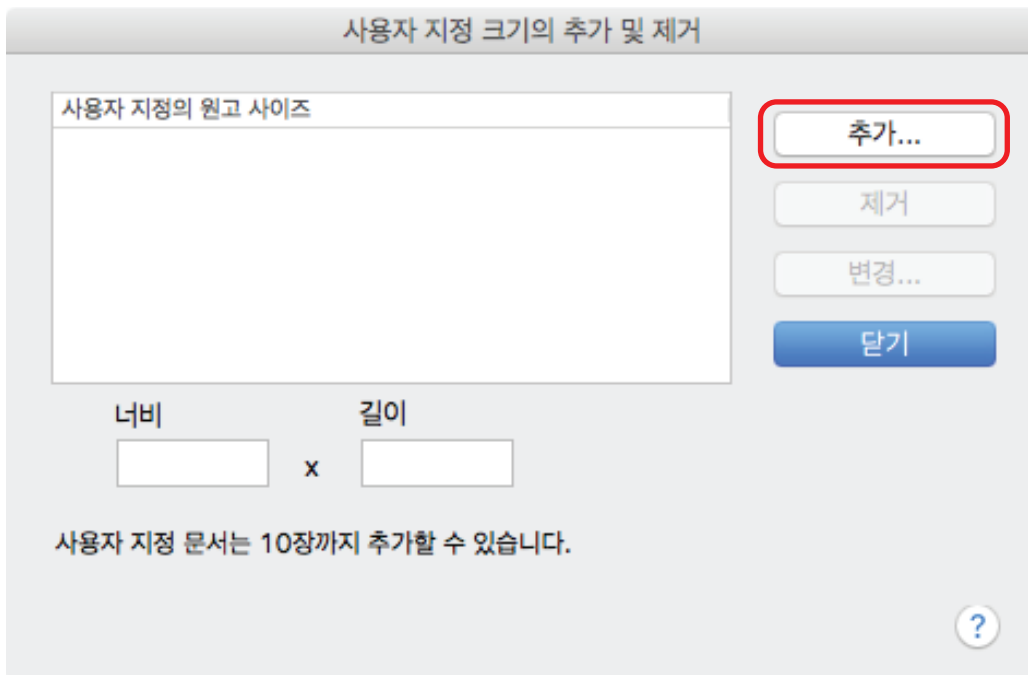 사용자 지정 크기의 추가 및 제거
사용자 지정의 원고 사이즈
추가...
제거
변경...
닫기
너비 길이
x
사용자 지정 문서는 10장까지 추가할 수 있습니다.
?